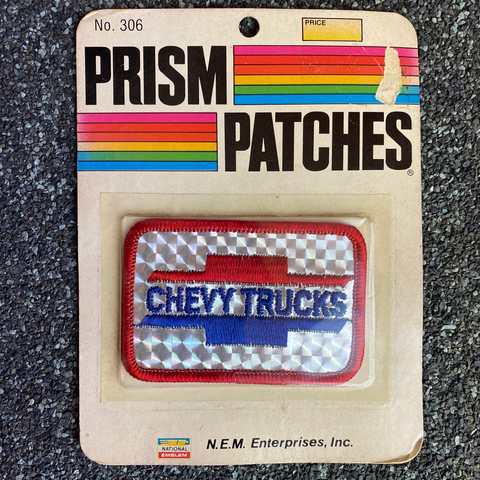 No. 306
PRICE
PRISM
PATCHES®
CHEVY TRUCKS
NATIONAL
EMBLEM
N.E.M. Enterprises, Inc.